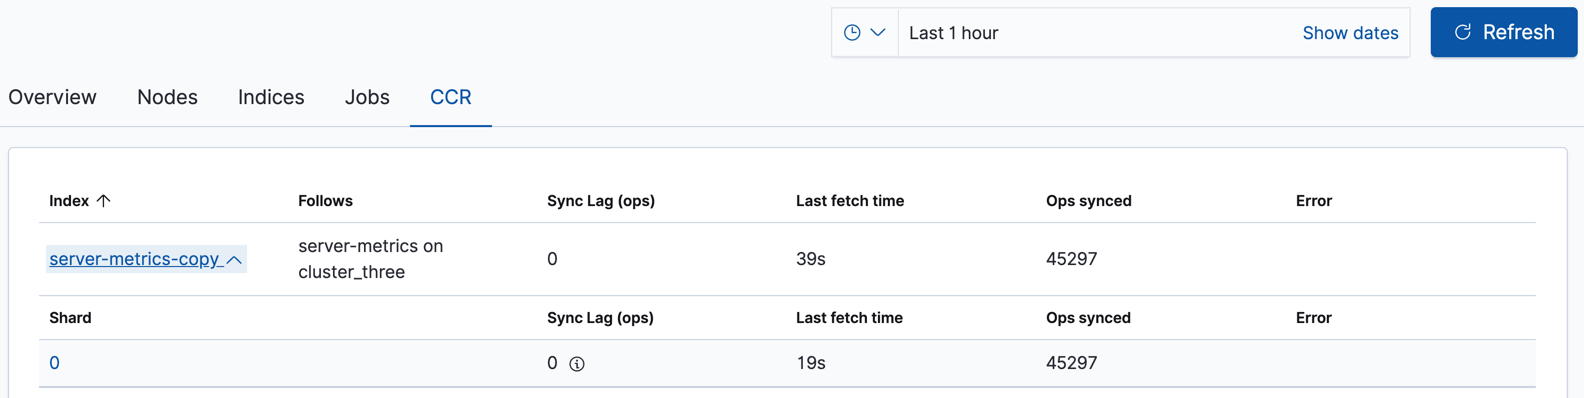 Last 1 hour Show dates Refresh
Overview Nodes Indices Jobs CCR
Index Follows Sync Lag (ops) Last fetch time Ops synced Error
server-metrics-copy server-metrics on cluster_three 0 39s 45297
Shard Sync Lag (ops) Last fetch time Ops synced Error
0 0 19s 45297